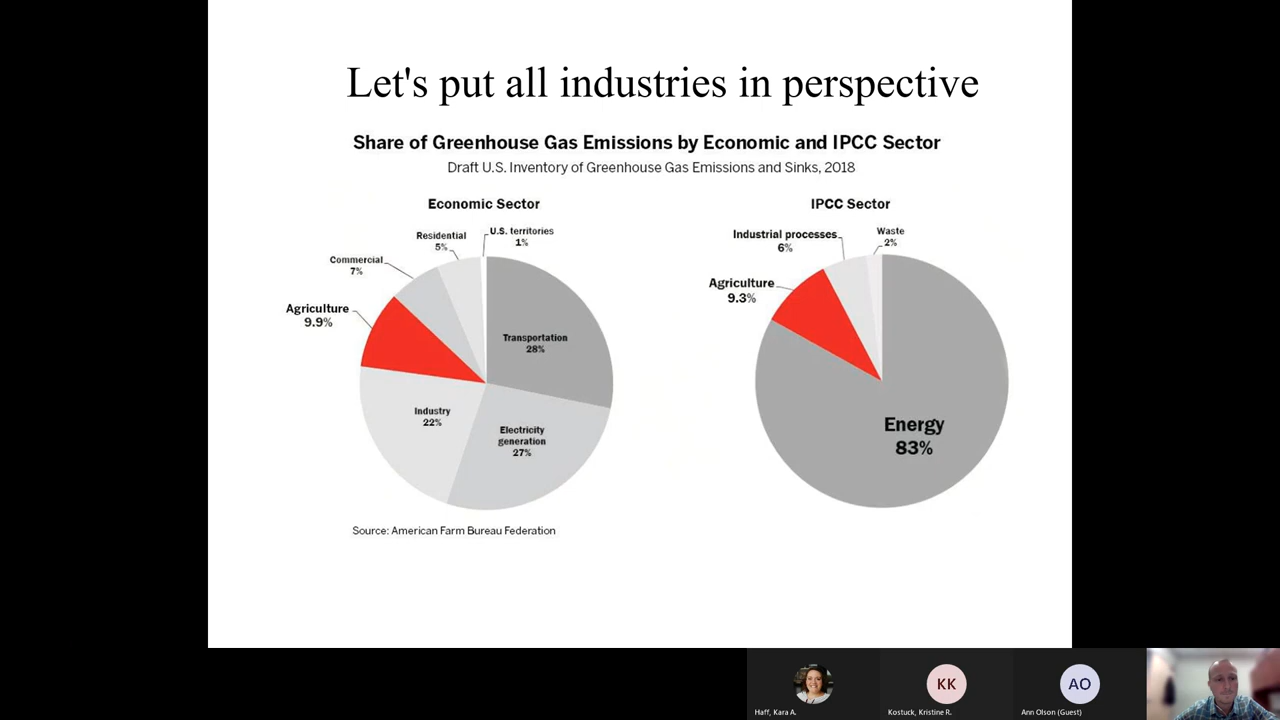 Let's put all industries in perspective
Share of Greenhouse Gas Emissions by Economic and IPCC Sector
Draft U.S. Inventory of Greenhouse Gas Emissions and Sinks, 2018
Economic Sector
U.S. territories
1%
Residential
5%
Commercial
7%
Agriculture
9.9%
Transportation
28%
Industry
22%
Electricity
generation
27%
Source: American Farm Bureau Federation
IPCC Sector
Waste
2%
Industrial processes
6%
Agriculture
9.3%
Energy
83%
KK
AO
Haff, Kara A.
Kostuck, Kristine R.
Ann Olson (Guest)